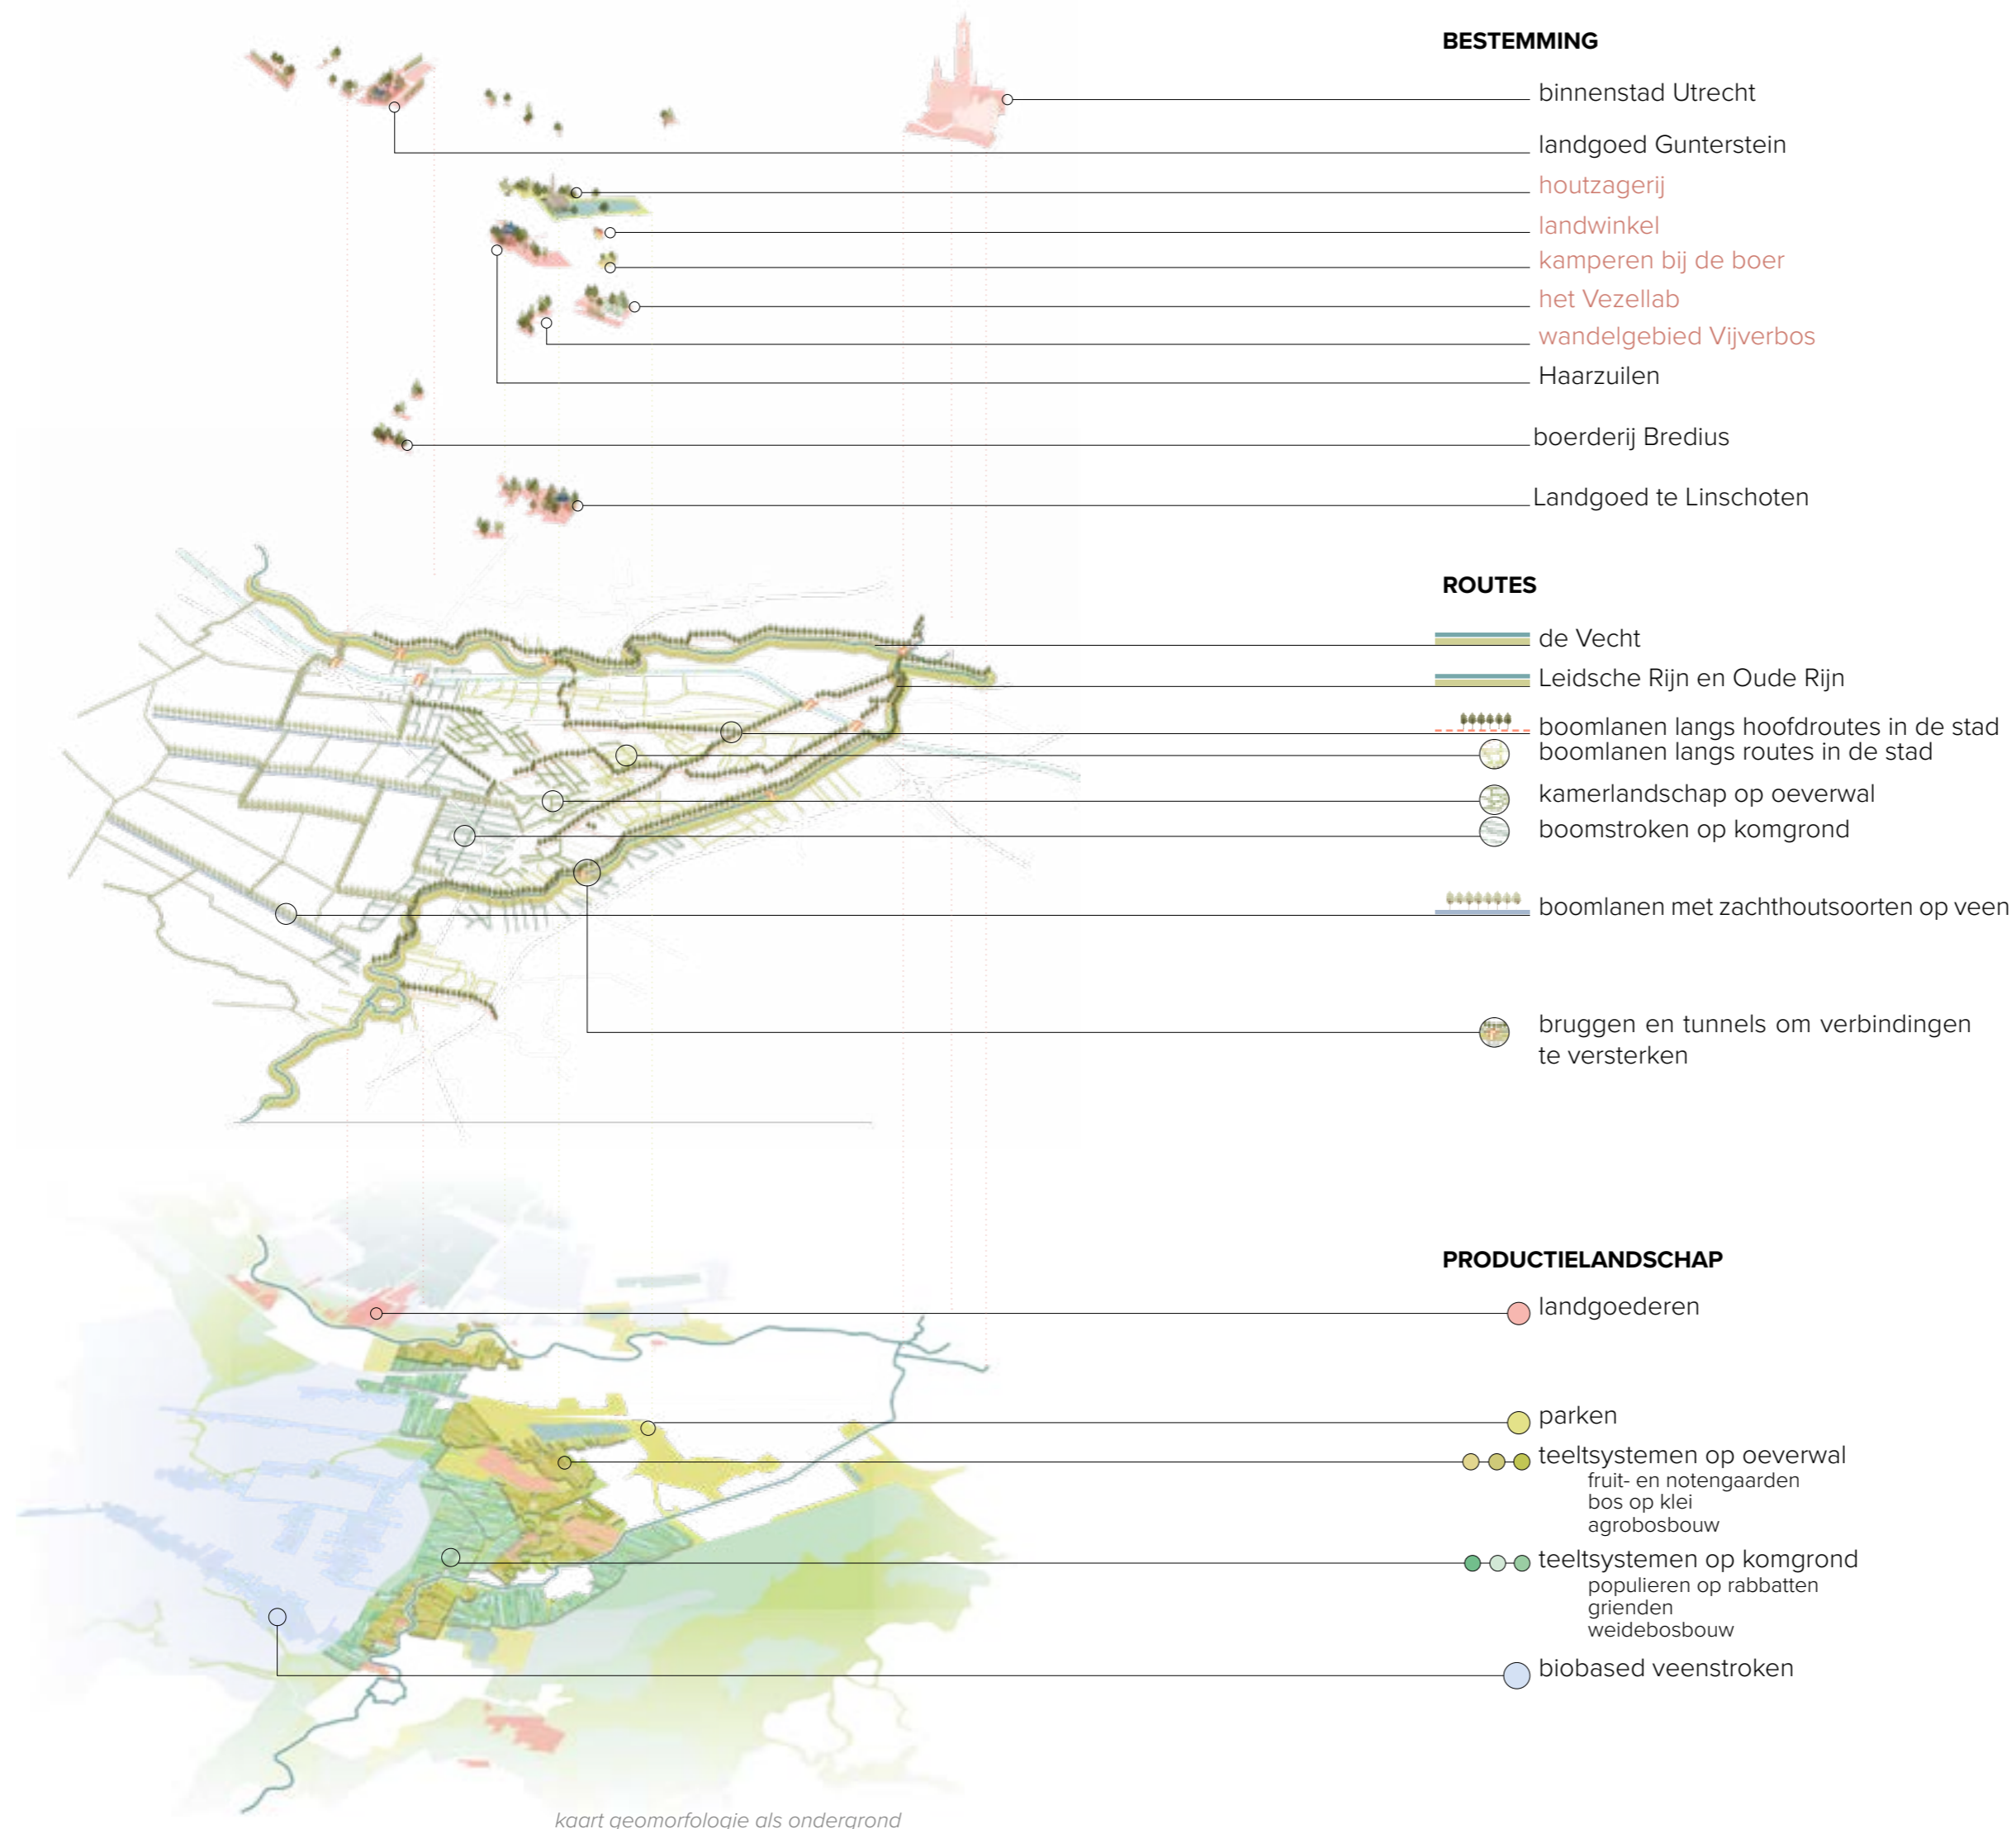 BESTEMMING
binnenstad Utrecht
landgoed Gunterstein
houtzagerij
landwinkel
kamperen bij de boer
het Vezellab
wandelgebied Vijverbos
Haarzuilen
boerderij Bredius
Landgoed te Linschoten
ROUTES
de Vecht
Leidsche Rijn en Oude Rijn
boomlanen langs hoofdroutes in de stad
boomlanen langs routes in de stad
kamerlandschap op oeverwal
boomstroken op komgrond
boomlanen met zachthoutsoorten op veen
bruggen en tunnels om verbindingen
te versterken
PRODUCTIELANDSCHAP
landgoederen
parken
teeltsystemen op oeverwal
fruit- en notengaarden
bos op klei
agrobosbouw
teeltsystemen op komgrond
populieren op rabbatten
grienden
weidebosbouw
biobased veenstroken
kaart geomorfologie als ondergrond